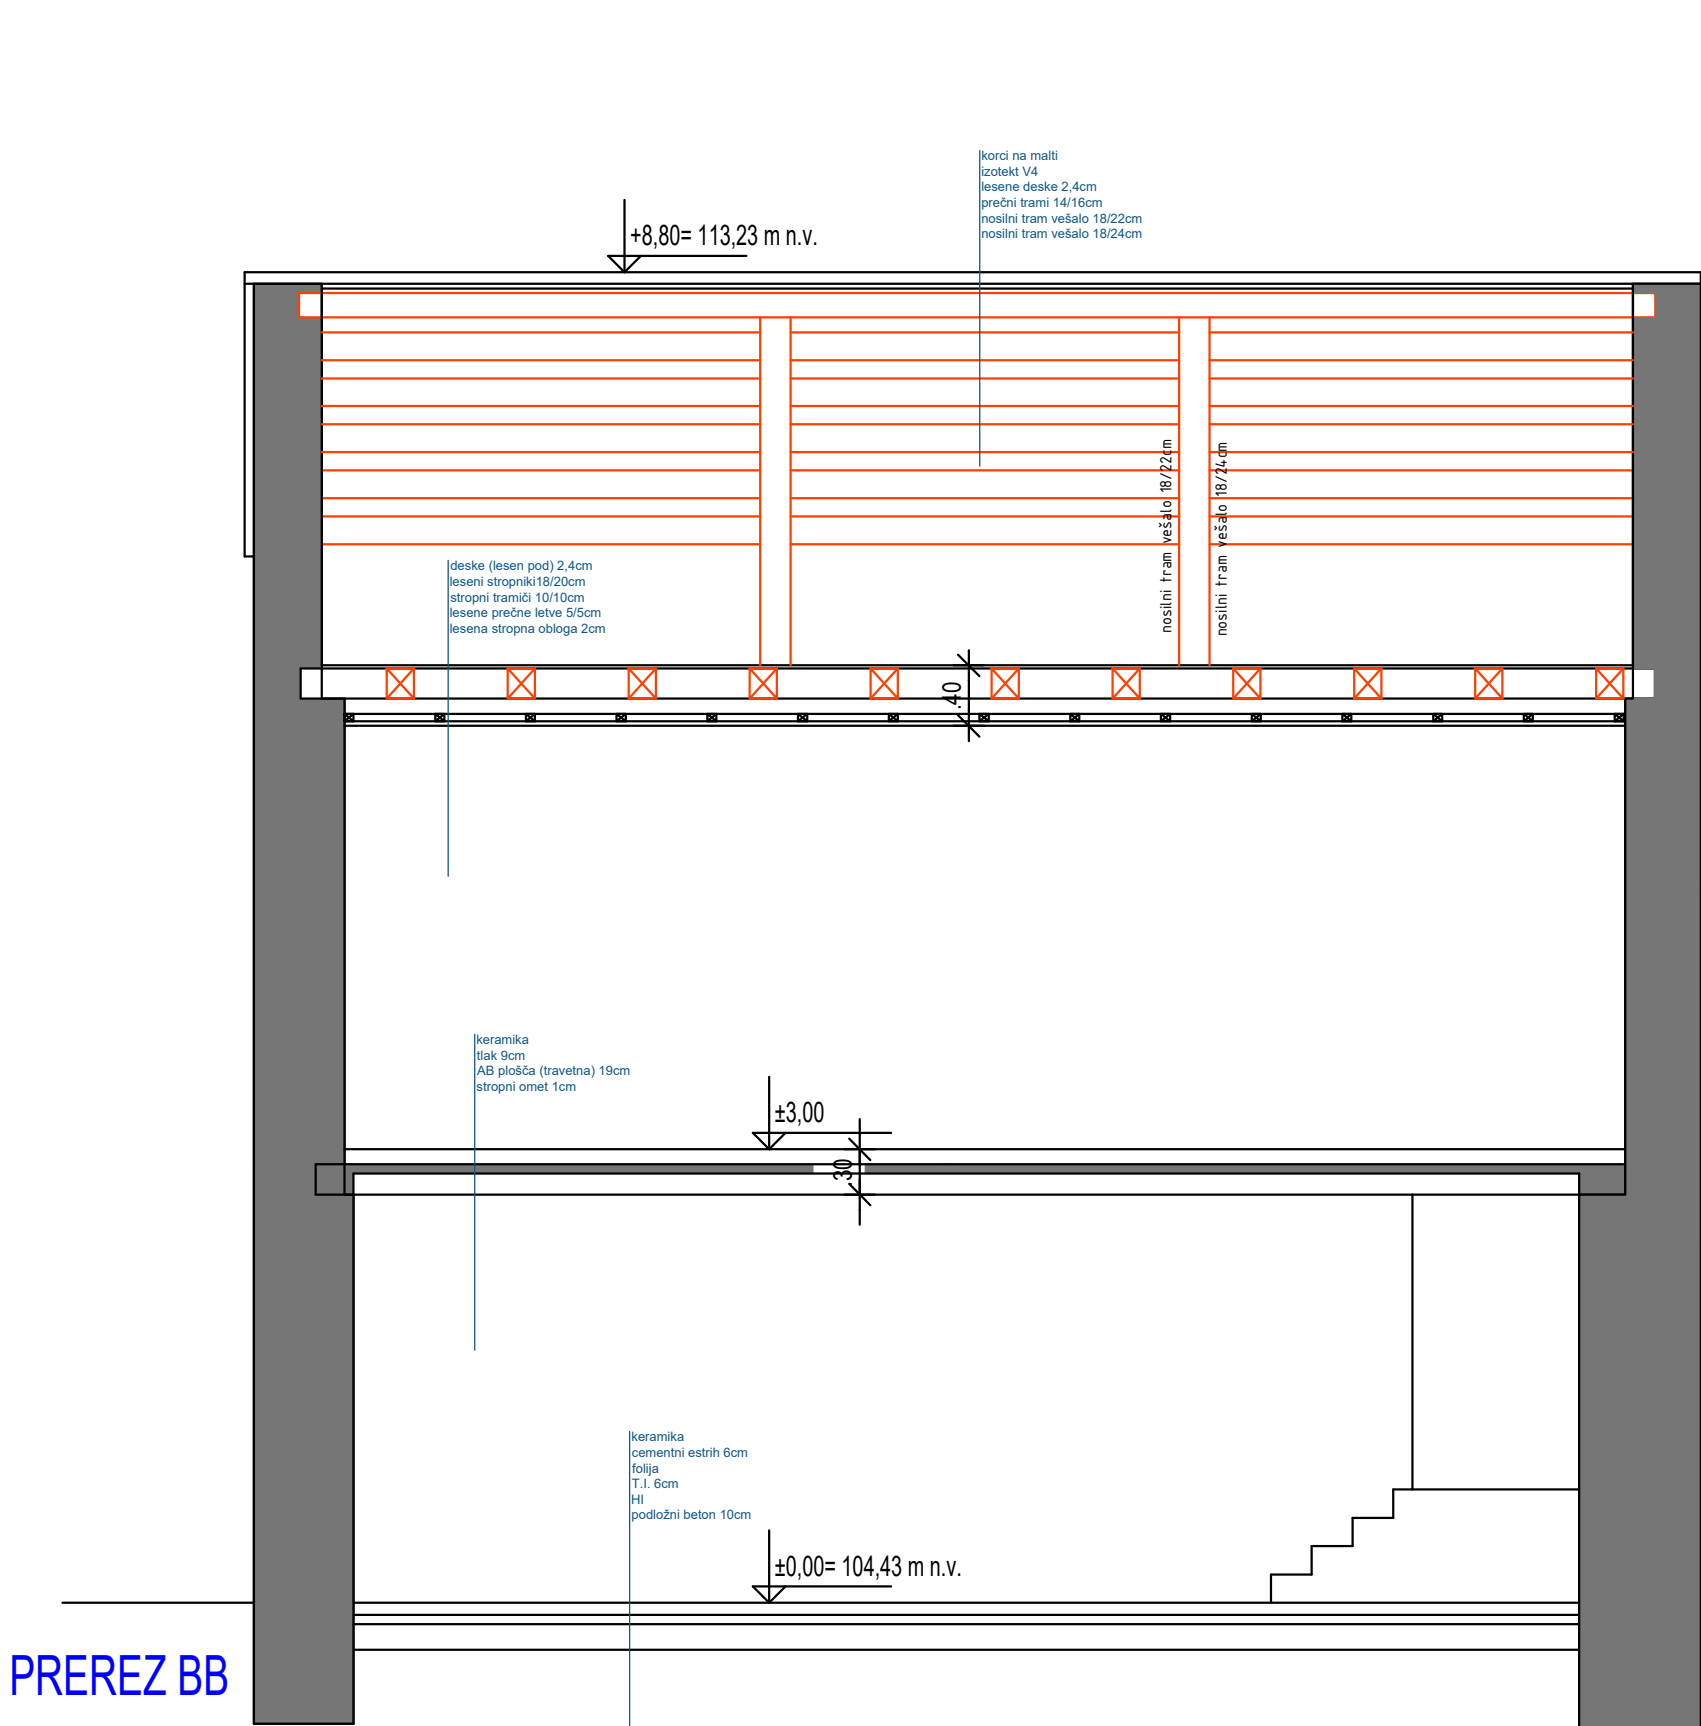 korci na malti
izotekt V4
lesene deske 2,4cm
prečni trami 14/16cm
nosilni tram vešalo 18/22cm
nosilni tram vešalo 18/24cm
+8,80= 113,23 m n.v.
nosilni tram vešalo 18/22cm
nosilni tram vešalo 18/24cm
deske (lesen pod) 2,4cm
leseni stropniki18/20cm
stropni tramiči 10/10cm
lesene prečne letve 5/5cm
lesena stropna obloga 2cm
.40
keramika
tlak 9cm
AB plošča (travetna) 19cm
stropni omet 1cm
±3,00
.30
keramika
cementni estrih 6cm
folija
T.I. 6cm
HI
podložni beton 10cm
±0,00= 104,43 m n.v.
PREREZ BB